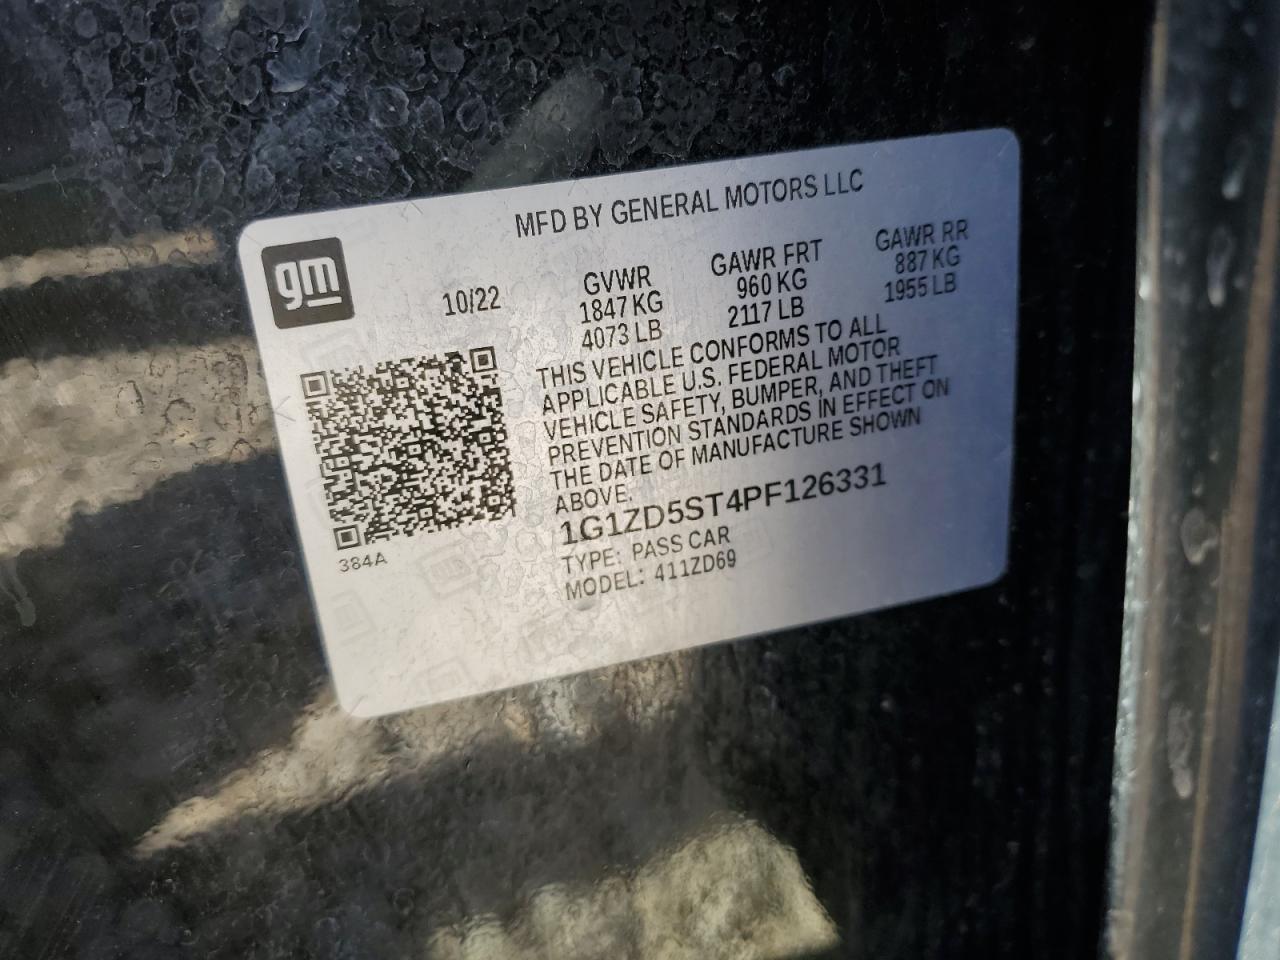 MFD BY GENERAL MOTORS LLC
gm
10/22
GVWR GAWR FRT GAWR RR
1847 KG 960 KG 887 KG
4073 LB 2117 LB 1955 LB
THIS VEHICLE CONFORMS TO ALL
APPLICABLE U.S. FEDERAL MOTOR
VEHICLE SAFETY, BUMPER, AND THEFT
PREVENTION STANDARDS IN EFFECT ON
THE DATE OF MANUFACTURE SHOWN
ABOVE.
1G1ZD5ST4PF126331
TYPE: PASS CAR
MODEL: 411ZD69
384A